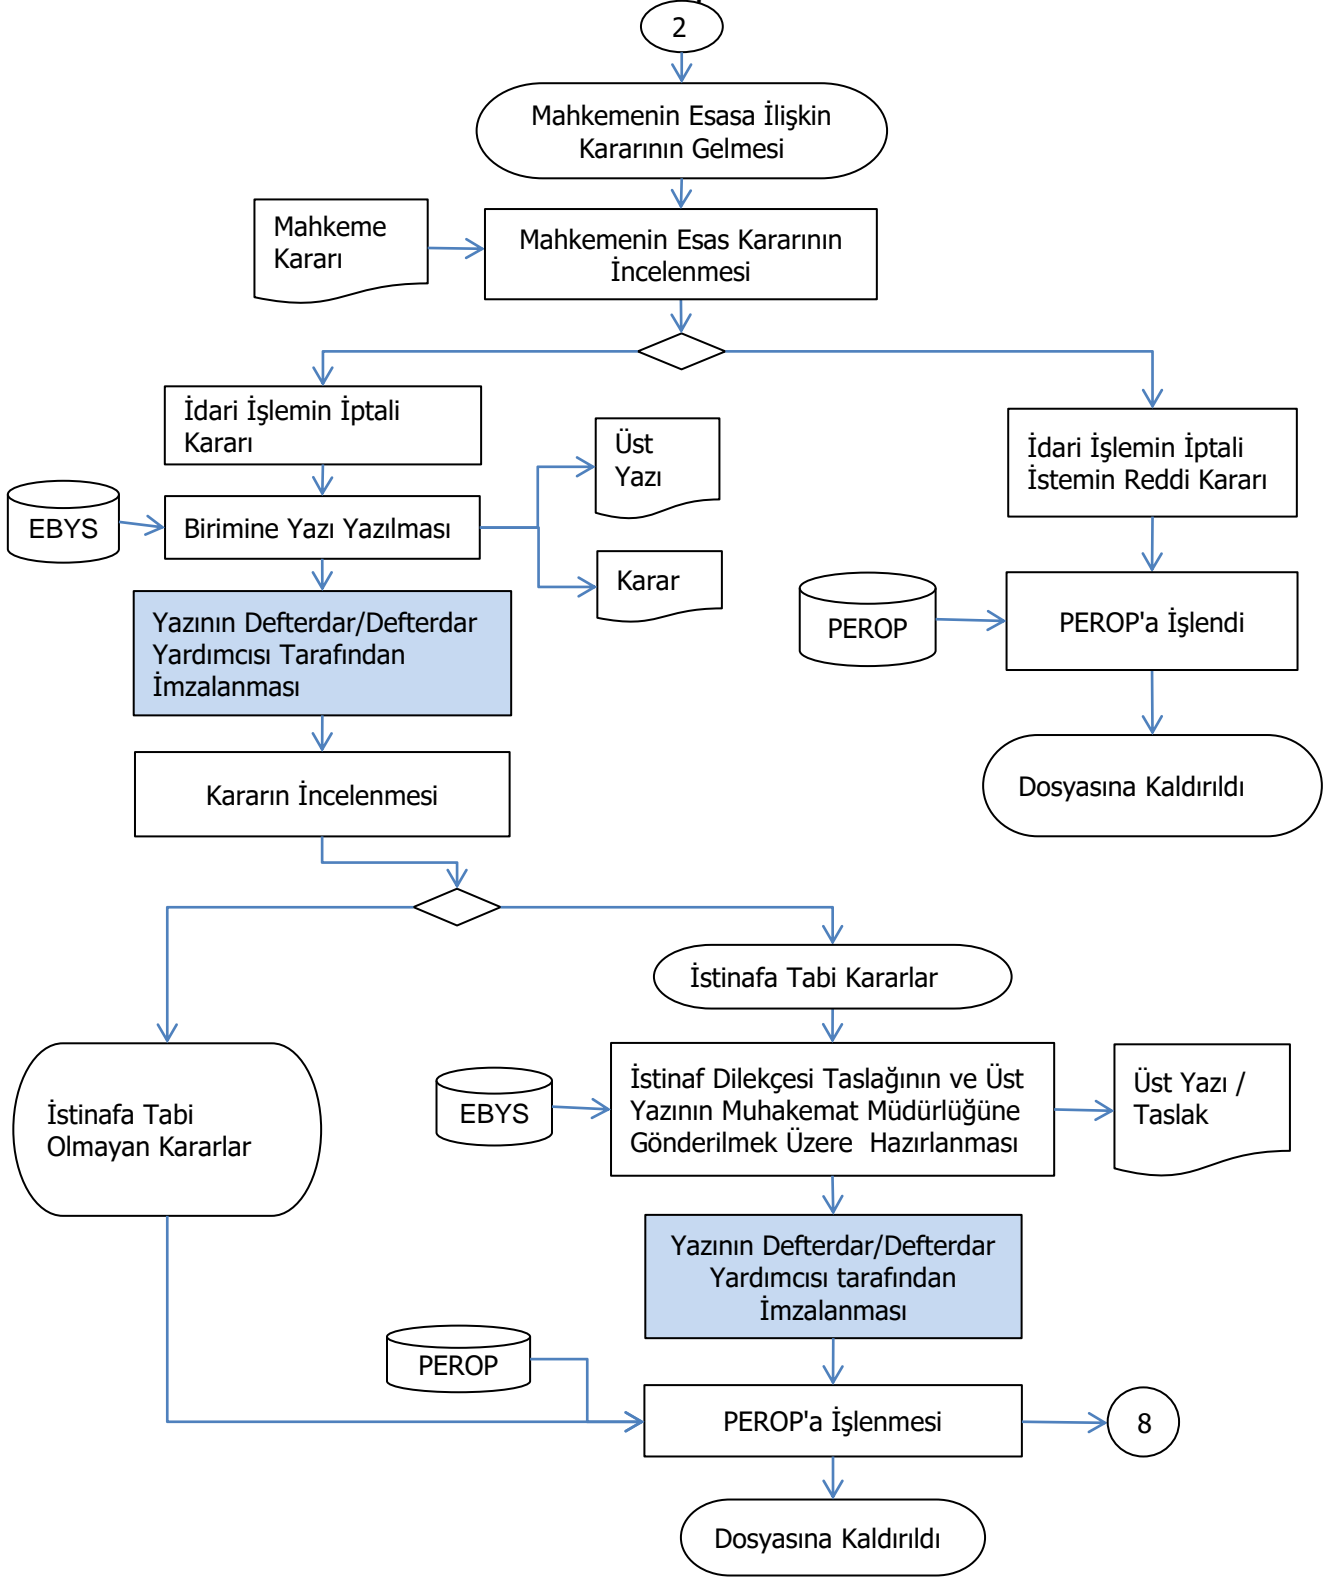 2
Mahkemenin Esasa İlişkin
Kararının Gelmesi
Mahkeme
Kararı
Mahkemenin Esas Kararının
İncelenmesi
İdari İşlemin İptali
Kararı
Üst
Yazı
İdari İşlemin İptali
İstemin Reddi Kararı
EBYS
Birimine Yazı Yazılması
Karar
PEROP
PEROP'a İşlendi
Yazının Defterdar/Defterdar
Yardımcısı Tarafından
İmzalanması
Kararın İncelenmesi
Dosyasına Kaldırıldı
İstinafa Tabi Kararlar
İstinafa Tabi
Olmayan Kararlar
EBYS
İstinaf Dilekçesi Taslağının ve Üst
Yazının Muhakemat Müdürlüğüne
Gönderilmek Üzere  Hazırlanması
Üst Yazı /
Taslak
Yazının Defterdar/Defterdar
Yardımcısı tarafından
İmzalanması
PEROP
PEROP'a İşlenmesi
8
Dosyasına Kaldırıldı